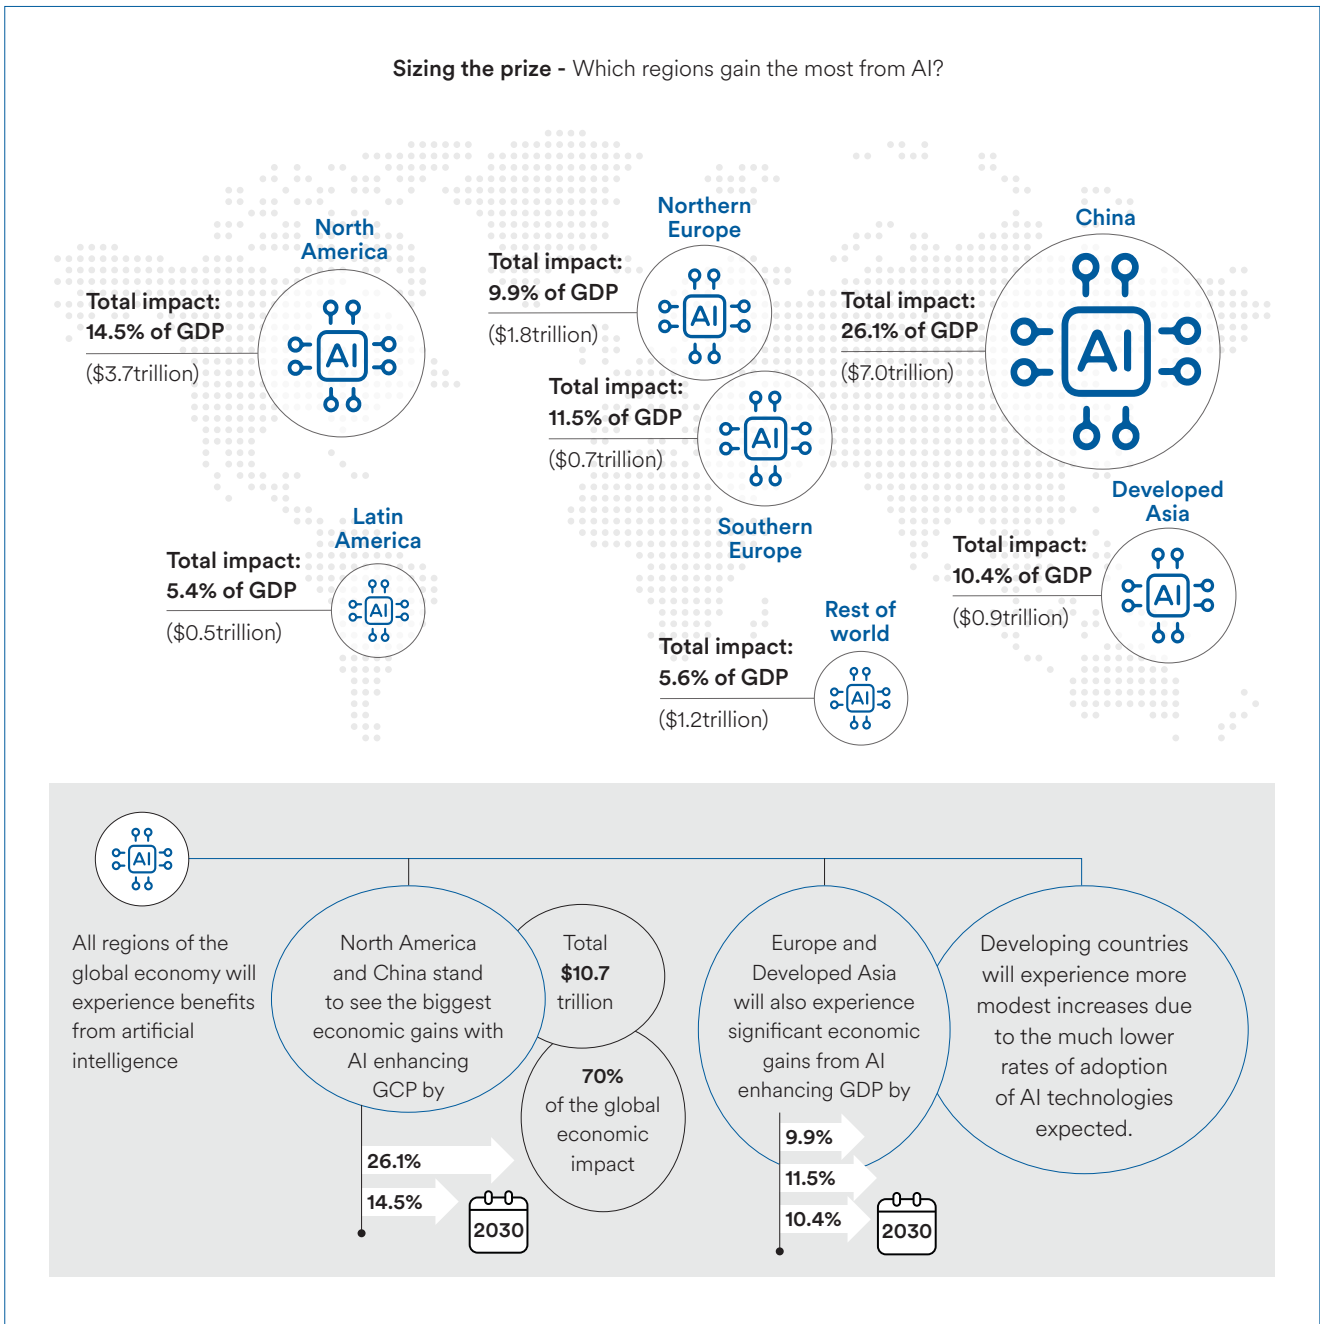 Sizing the prize - Which regions gain the most from AI?
North
America
Total impact:
14.5% of GDP
($3.7trillion)
AI
Northern
Europe
Total impact:
9.9% of GDP
($1.8trillion)
AI
China
Total impact:
26.1% of GDP
($7.0trillion)
AI
Total impact:
11.5% of GDP
($0.7trillion)
AI
Southern
Europe
Latin
America
Total impact:
5.4% of GDP
($0.5trillion)
AI
Developed
Asia
Total impact:
10.4% of GDP
($0.9trillion)
AI
Rest of
world
Total impact:
5.6% of GDP
($1.2trillion)
AI
AI
All regions of the
global economy will
experience benefits
from artificial
intelligence
North America
and China stand
to see the biggest
economic gains with
AI enhancing
GCP by
26.1%
14.5%
2030
Total
$10.7
trillion
70%
of the global
economic
impact
Europe and
Developed Asia
will also experience
significant economic
gains from AI
enhancing GDP by
9.9%
11.5%
10.4%
2030
Developing countries
will experience more
modest increases due
to the much lower
rates of adoption
of AI technologies
expected.